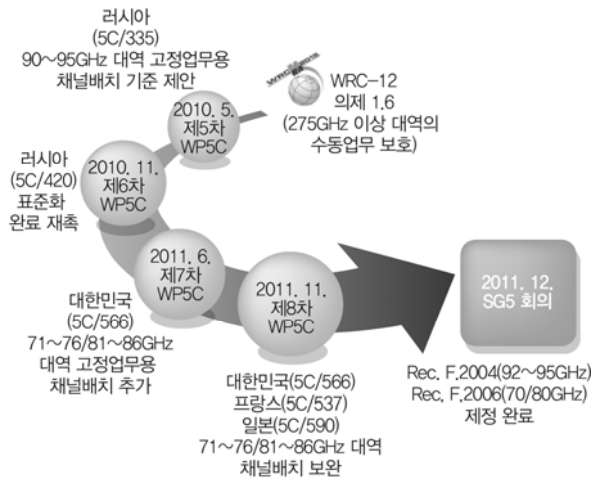 러시아
(5C/335)
90～95GHz 대역 고정업무용
채널배치 기준 제안
WRC-12
의제 1.6
(275GHz 이상 대역의
수동업무 보호)
2010. 5.
제5차
WP5C
러시아
(5C/420)
표준화
완료 재촉
2010. 11.
제6차
WP5C
2011. 6.
제7차
WP5C
대한민국
(5C/566)
71～76/81～86GHz
대역 고정업무용
채널배치 추가
2011. 11.
제8차
WP5C
대한민국(5C/566)
프랑스(5C/537)
일본(5C/590)
71～76/81～86GHz 대역
채널배치 보완
2011. 12.
SG5 회의
Rec. F.2004(92～95GHz)
Rec. F.2006(70/80GHz)
제정 완료